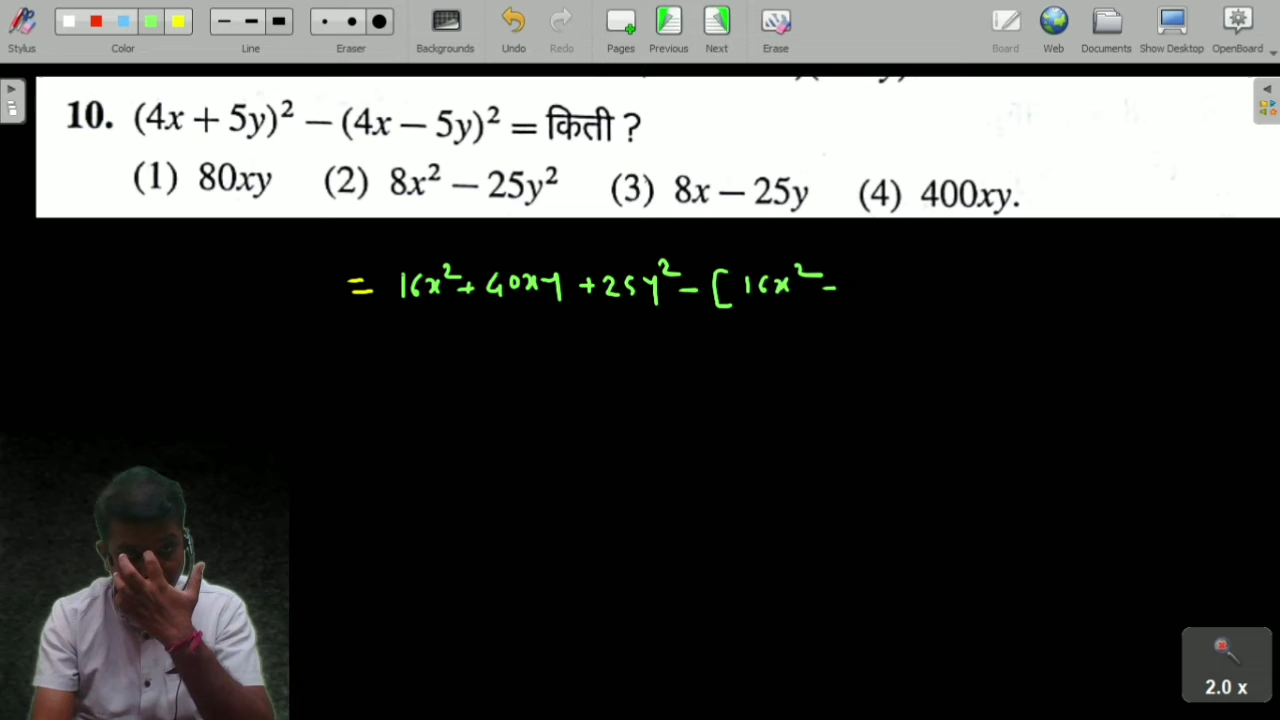 Stylus Color Line Eraser Backgrounds Undo Redo Pages Previous Next Erase Board Web Documents Show Desktop OpenBoard
10. (4x + 5y)² − (4x − 5y)² = किती ?
(1) 80xy (2) 8x² − 25y² (3) 8x − 25y (4) 400xy.
= 16x² + 40xy + 25y² − [ 16x² −
2.0 x